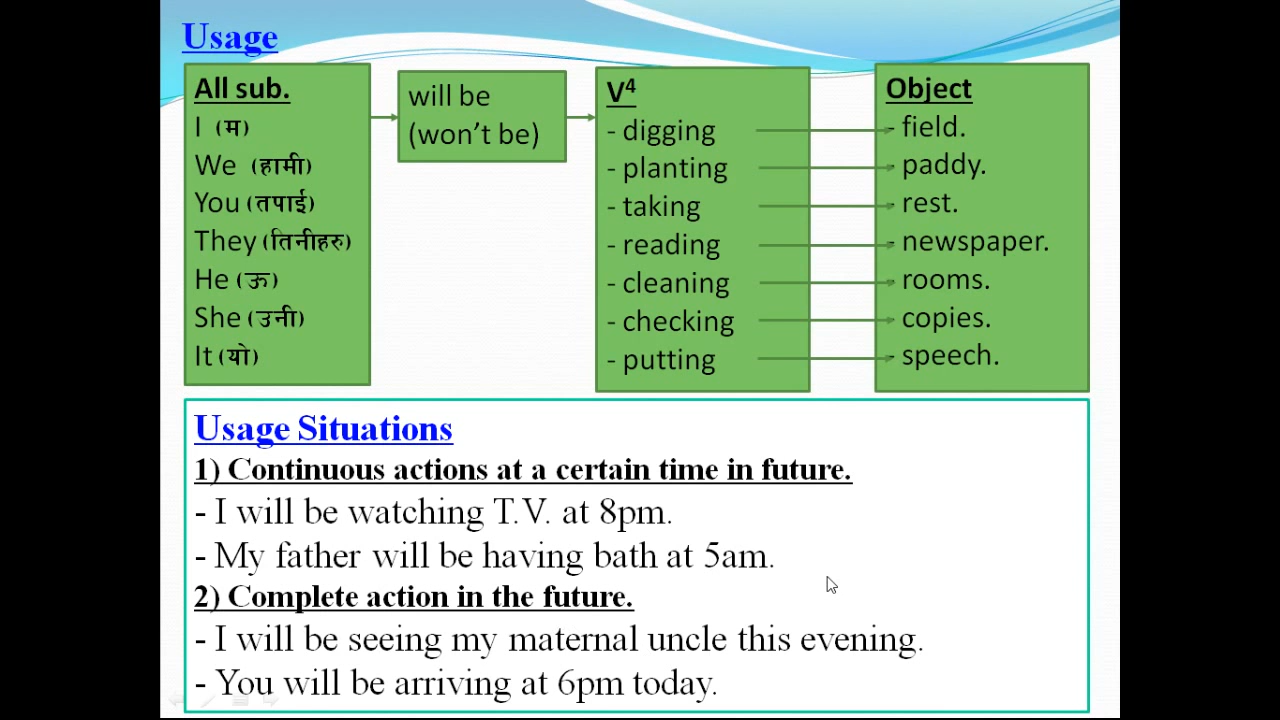 Usage
All sub.
I (म)
We (हामी)
You (तपाईं)
They (तिनीहरु)
He (ऊ)
She (उनी)
It (यो)
will be
(won't be)
V⁴
- digging
- planting
- taking
- reading
- cleaning
- checking
- putting
Object
- field.
- paddy.
- rest.
- newspaper.
- rooms.
- copies.
- speech.
Usage Situations
1) Continuous actions at a certain time in future.
- I will be watching T.V. at 8pm.
- My father will be having bath at 5am.
2) Complete action in the future.
- I will be seeing my maternal uncle this evening.
- You will be arriving at 6pm today.